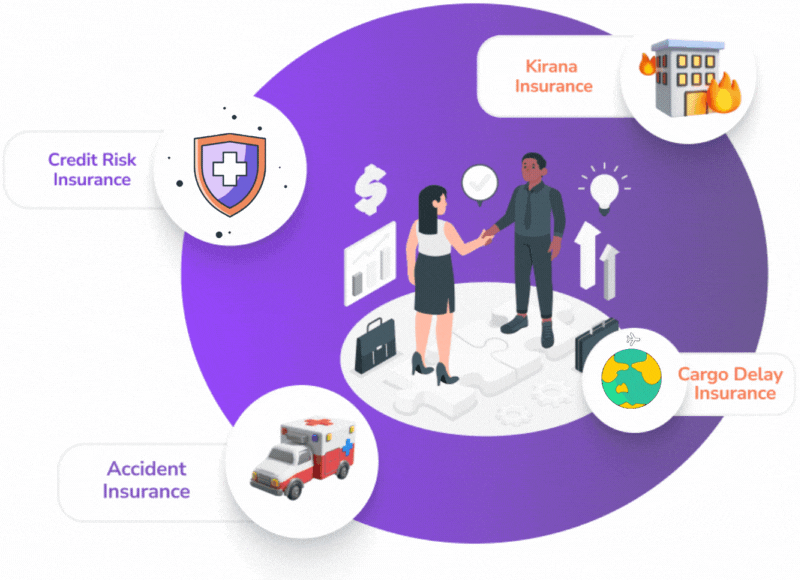 Kirana
Insurance
Credit Risk
Insurance
Cargo Delay
Insurance
Accident
Insurance